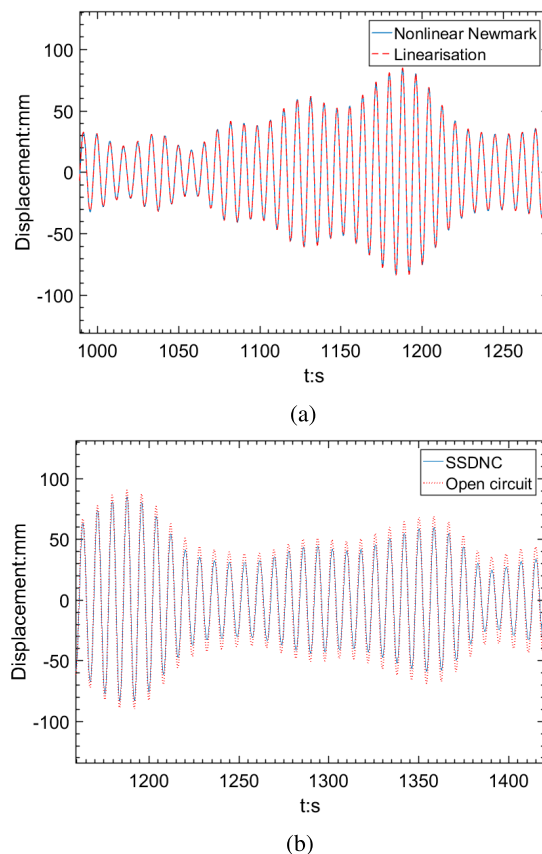 100
50
0
-50
-100
Displacement:mm
Nonlinear Newmark
Linearisation
1000
1050
1100
1150
1200
1250
t:s
(a)
100
50
0
-50
-100
Displacement:mm
SSDNC
Open circuit
1200
1250
1300
1350
1400
t:s
(b)